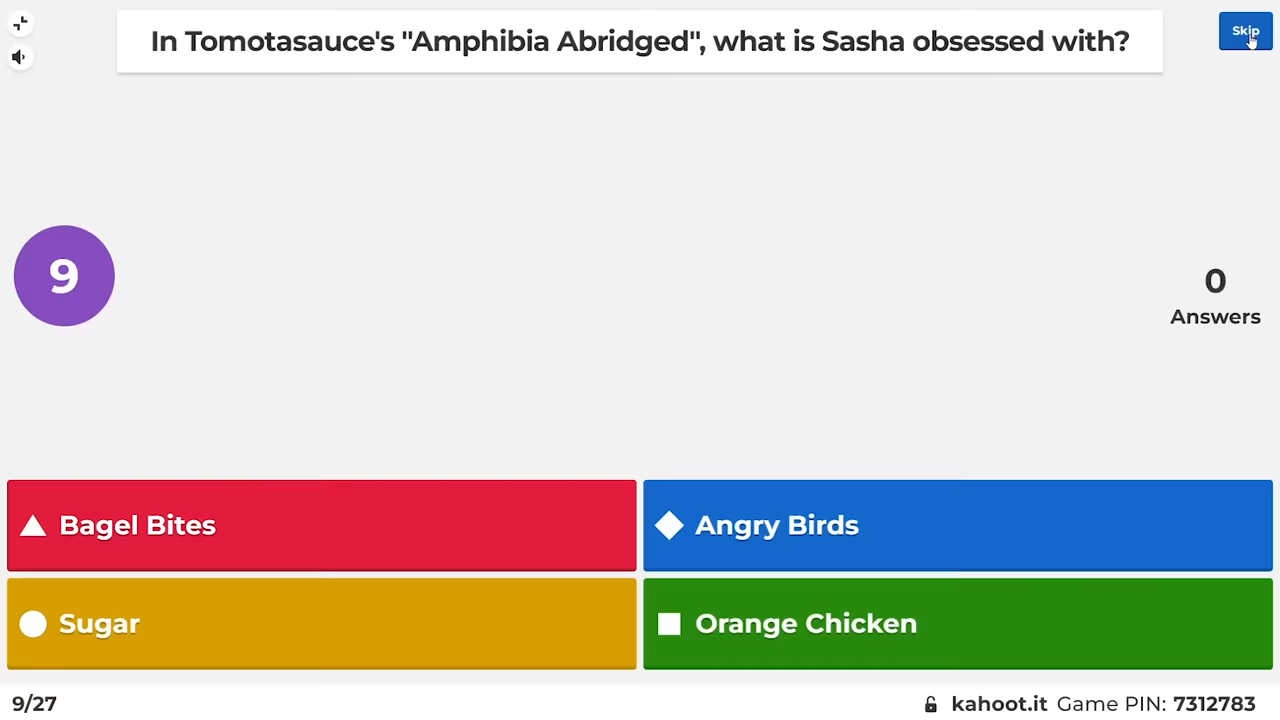 In Tomotasauce's "Amphibia Abridged", what is Sasha obsessed with?
Skip
9
0
Answers
Bagel Bites
Angry Birds
Sugar
Orange Chicken
9/27
kahoot.it Game PIN: 7312783